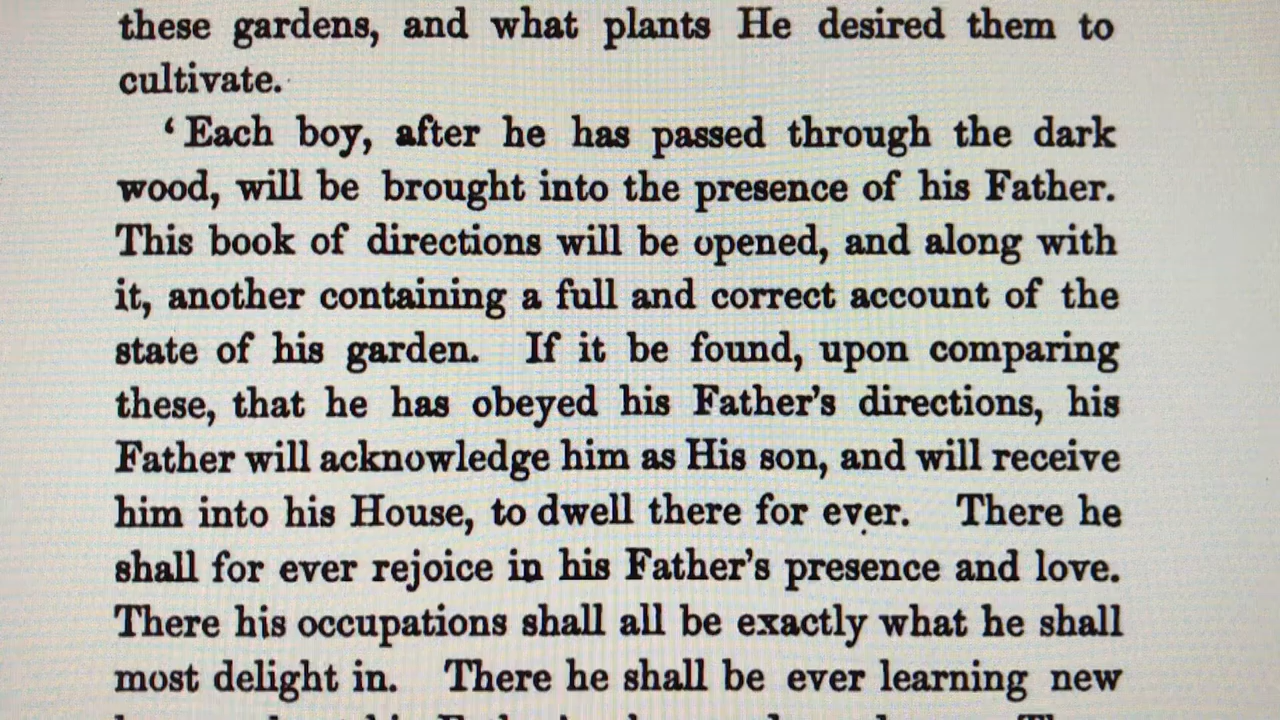 these gardens, and what plants He desired them to
cultivate.
‘Each boy, after he has passed through the dark
wood, will be brought into the presence of his Father.
This book of directions will be opened, and along with
it, another containing a full and correct account of the
state of his garden. If it be found, upon comparing
these, that he has obeyed his Father’s directions, his
Father will acknowledge him as His son, and will receive
him into his House, to dwell there for ever. There he
shall for ever rejoice in his Father’s presence and love.
There his occupations shall all be exactly what he shall
most delight in. There he shall be ever learning new